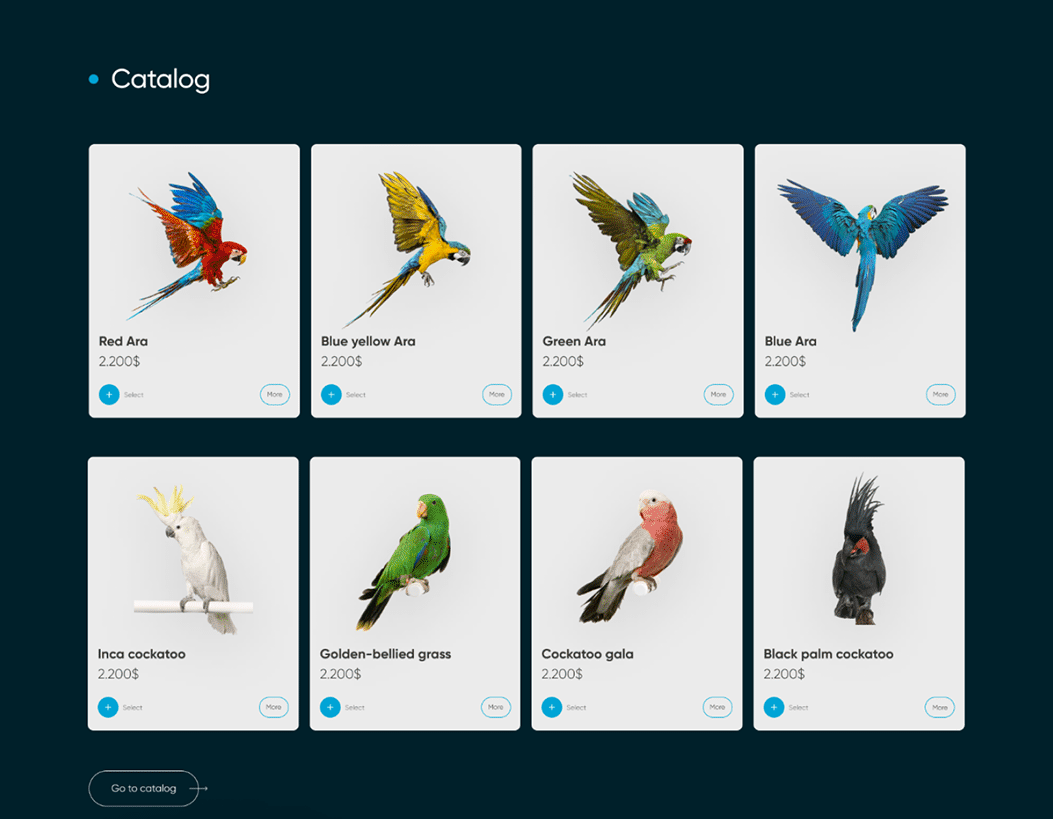 Catalog
Red Ara
2.200$
+ Select
More
Blue yellow Ara
2.200$
+ Select
More
Green Ara
2.200$
+ Select
More
Blue Ara
2.200$
+ Select
More
Inca cockatoo
2.200$
+ Select
More
Golden-bellied grass
2.200$
+ Select
More
Cockatoo gala
2.200$
+ Select
More
Black palm cockatoo
2.200$
+ Select
More
Go to catalog